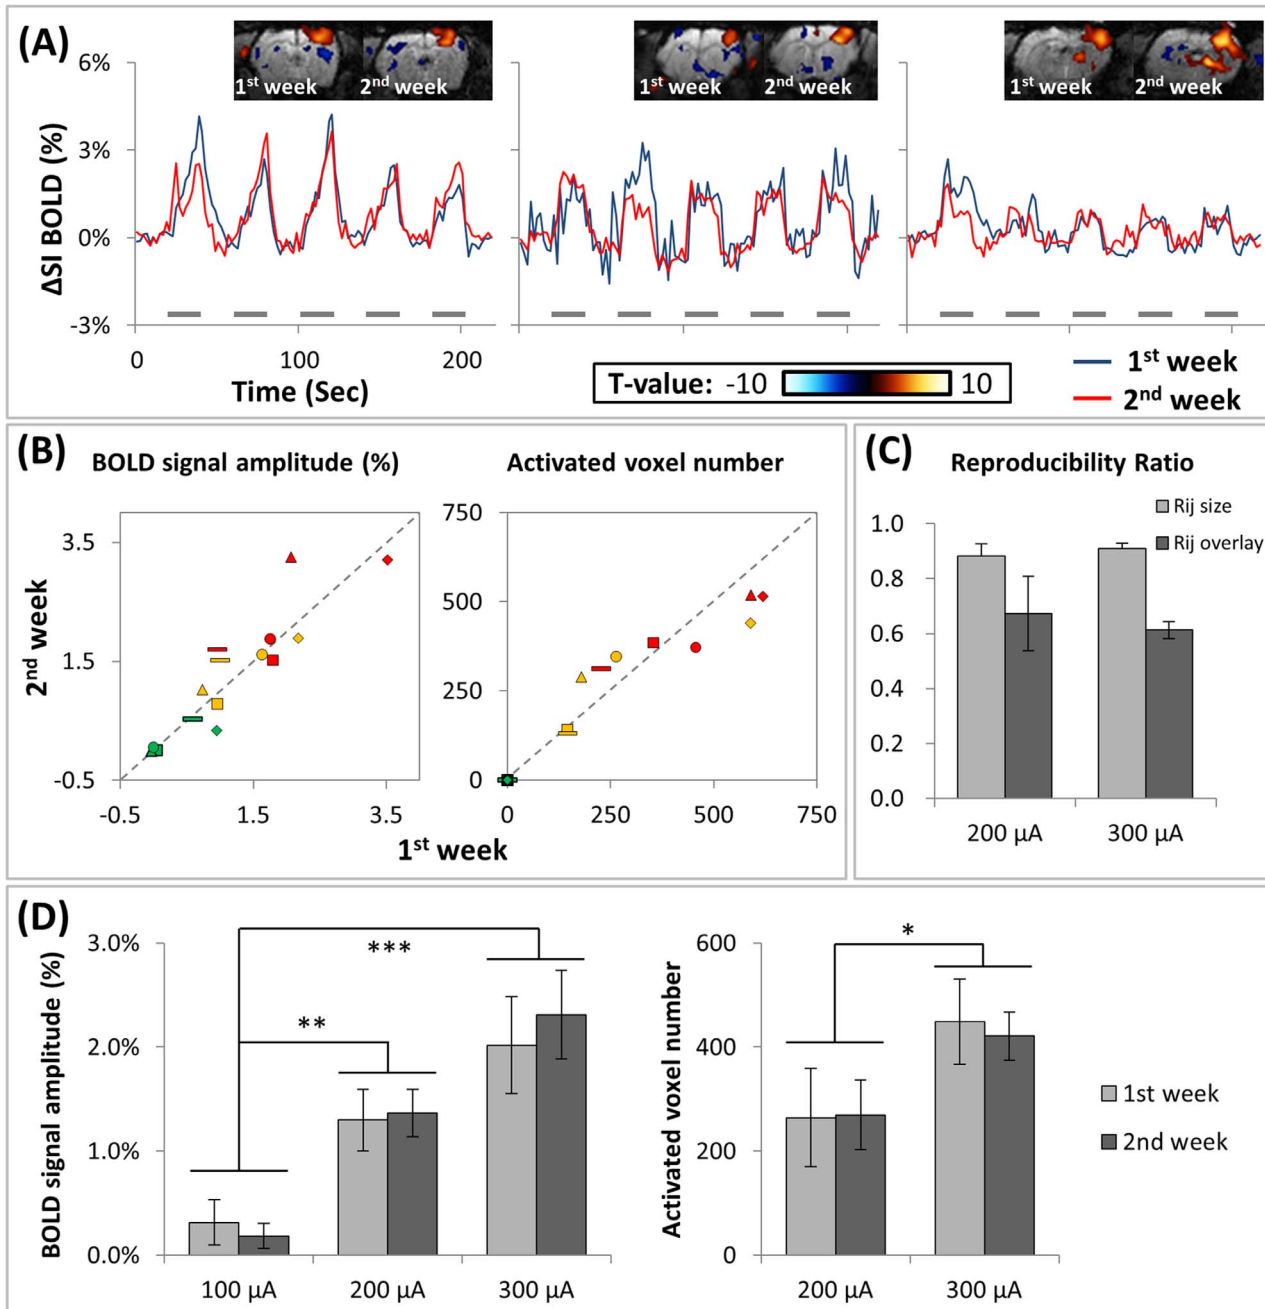 (A)
1st week
2nd week
1st week
2nd week
1st week
2nd week
6%
3%
0%
-3%
ΔSI BOLD (%)
0
100
200
Time (Sec)
T-value: -10
10
1st week
2nd week
(B)
BOLD signal amplitude (%)
Activated voxel number
2nd week
3.5
1.5
-0.5
-0.5
1.5
3.5
750
500
250
0
0
250
500
750
1st week
(C)
Reproducibility Ratio
Rij size
Rij overlay
1.0
0.8
0.6
0.4
0.2
0.0
200 µA
300 µA
(D)
BOLD signal amplitude (%)
3.0%
2.0%
1.0%
0.0%
***
**
100 µA
200 µA
300 µA
Activated voxel number
600
400
200
0
*
200 µA
300 µA
1st week
2nd week